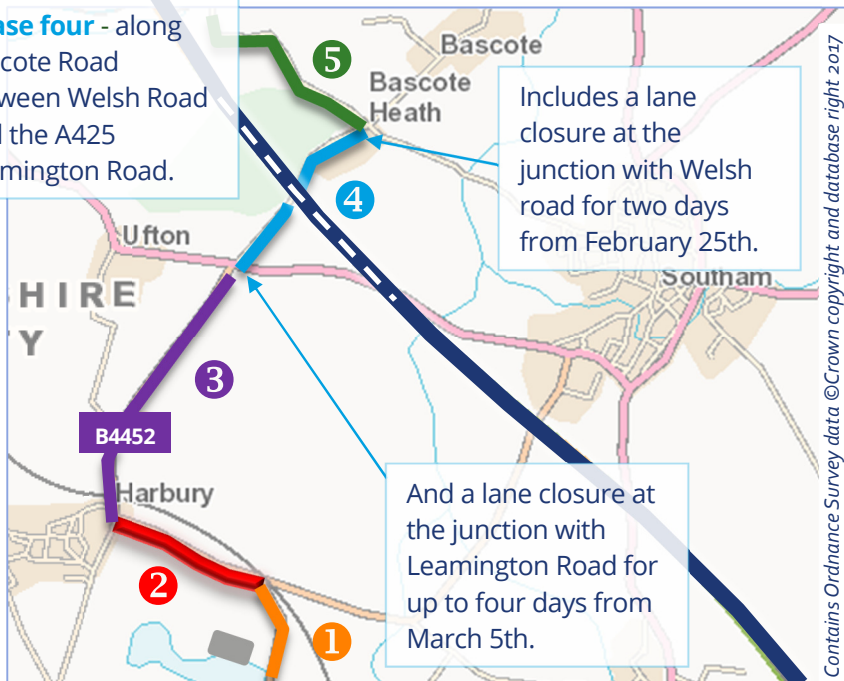 ase four - along
cote Road
ween Welsh Road
the A425
mington Road.
Bascote
5
Bascote
Heath
Includes a lane
closure at the
junction with Welsh
road for two days
from February 25th.
4
Ufton
Southam
HIRE
Y
3
B4452
Harbury
And a lane closure at
the junction with
Leamington Road for
up to four days from
March 5th.
2
1
Contains Ordnance Survey data ©Crown copyright and database right 2017